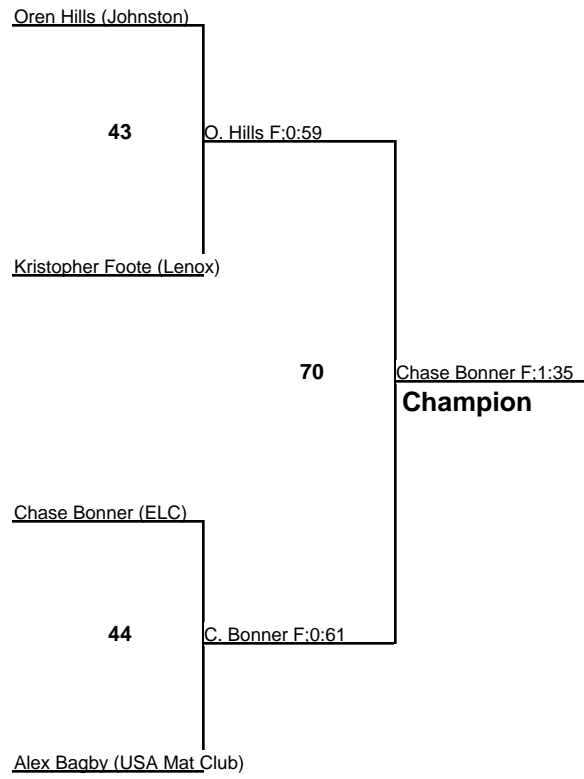 Oren Hills (Johnston)
43
O. Hills F;0:59
Kristopher Foote (Lenox)
70
Chase Bonner F;1:35
Champion
Chase Bonner (ELC)
44
C. Bonner F;0:61
Alex Bagby (USA Mat Club)